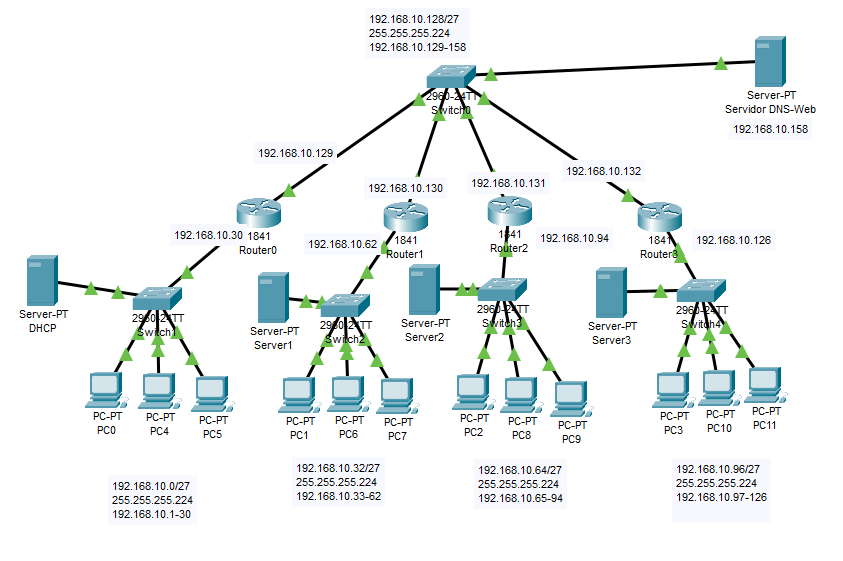 192.168.10.128/27
255.255.255.224
192.168.10.129-158
2960-24TT
Switch0
Server-PT
Servidor DNS-Web
192.168.10.158
192.168.10.129
192.168.10.130
192.168.10.131
192.168.10.132
1841
Router0
192.168.10.30
1841
Router1
192.168.10.62
1841
Router2
192.168.10.94
1841
Router3
192.168.10.126
Server-PT
DHCP
2960-24TT
Switch1
Server-PT
Server1
2960-24TT
Switch2
Server-PT
Server2
2960-24TT
Switch3
Server-PT
Server3
2960-24TT
Switch4
PC-PT
PC0
PC-PT
PC4
PC-PT
PC5
PC-PT
PC1
PC-PT
PC6
PC-PT
PC7
PC-PT
PC2
PC-PT
PC8
PC-PT
PC9
PC-PT
PC3
PC-PT
PC10
PC-PT
PC11
192.168.10.0/27
255.255.255.224
192.168.10.1-30
192.168.10.32/27
255.255.255.224
192.168.10.33-62
192.168.10.64/27
255.255.255.224
192.168.10.65-94
192.168.10.96/27
255.255.255.224
192.168.10.97-126